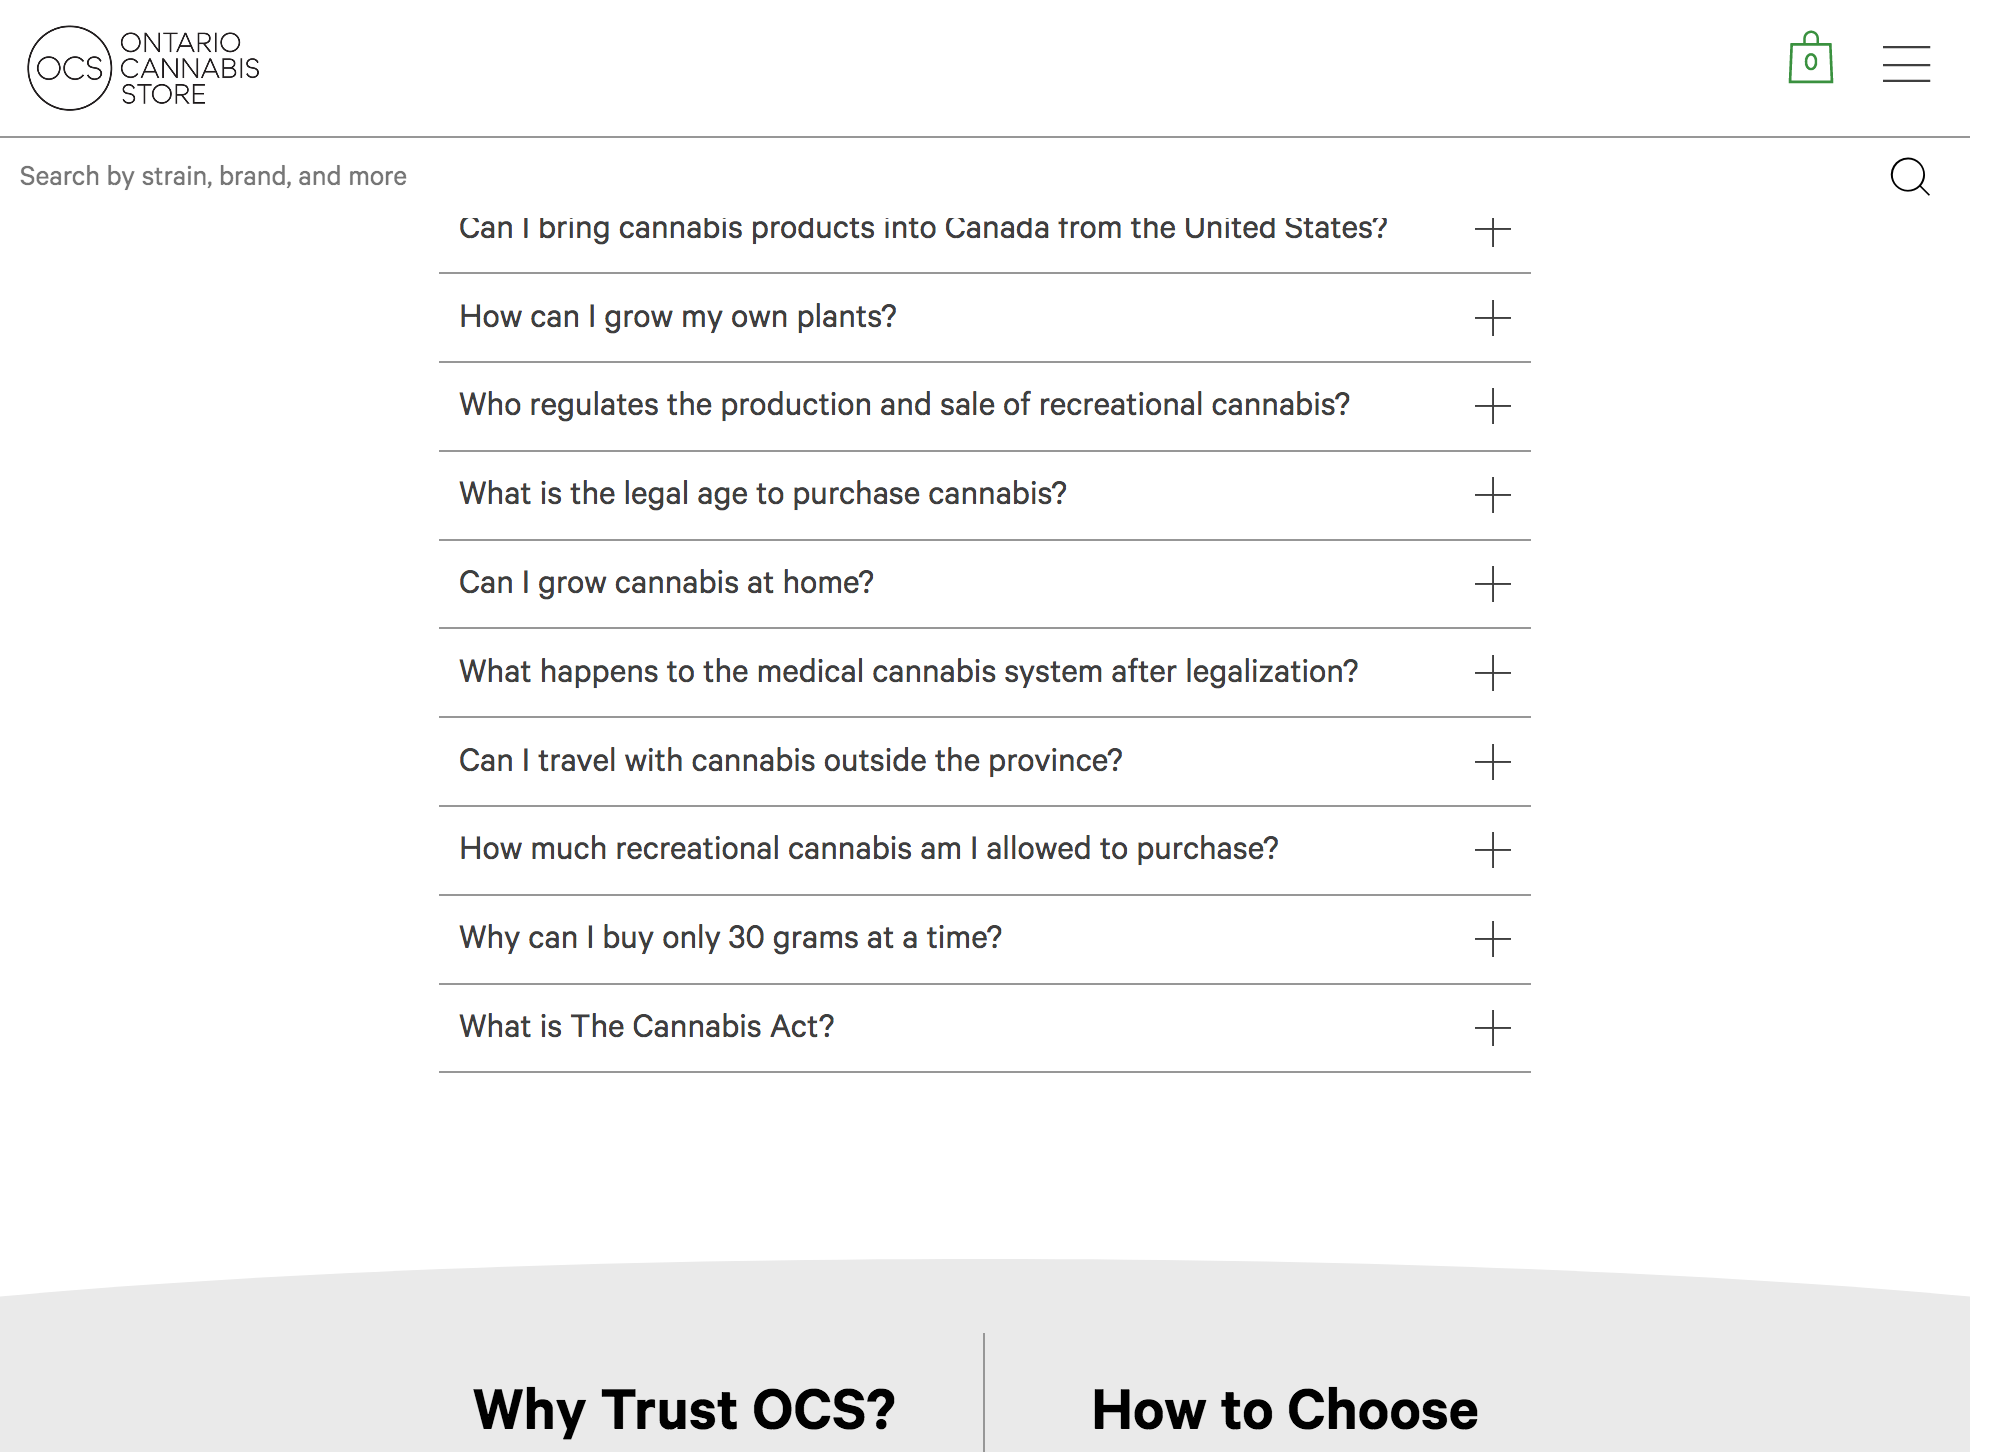 OCS
ONTARIO
CANNABIS
STORE
0
Search by strain, brand, and more
Can I bring cannabis products into Canada from the United States?
How can I grow my own plants?
Who regulates the production and sale of recreational cannabis?
What is the legal age to purchase cannabis?
Can I grow cannabis at home?
What happens to the medical cannabis system after legalization?
Can I travel with cannabis outside the province?
How much recreational cannabis am I allowed to purchase?
Why can I buy only 30 grams at a time?
What is The Cannabis Act?
Why Trust OCS?
How to Choose